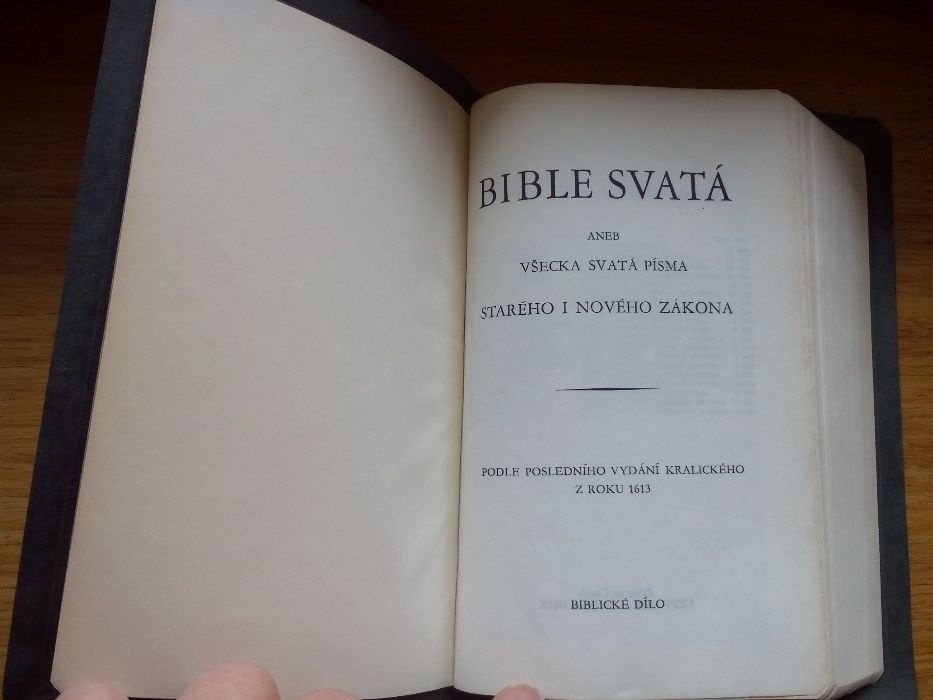 BIBLE SVATÁ
ANEB
VŠECKA SVATÁ PÍSMA
STARÉHO I NOVÉHO ZÁKONA
PODLE POSLEDNÍHO VYDÁNÍ KRALICKÉHO
Z ROKU 1613
BIBLICKÉ DÍLO